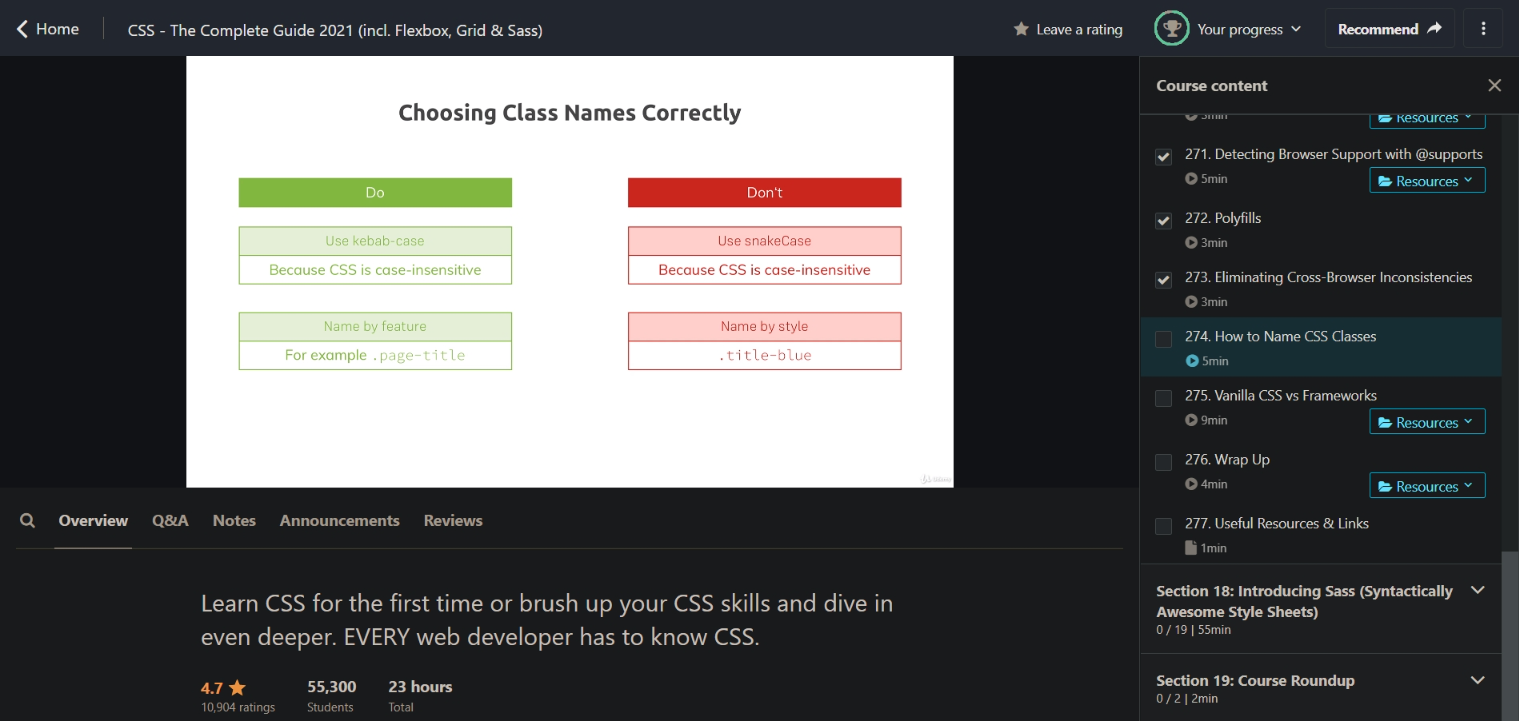 Home
CSS - The Complete Guide 2021 (incl. Flexbox, Grid & Sass)
Leave a rating
Your progress
Recommend
Choosing Class Names Correctly
Do
Use kebab-case
Because CSS is case-insensitive
Name by feature
For example .page-title
Don't
Use snakeCase
Because CSS is case-insensitive
Name by style
.title-blue
Course content
Resources
271. Detecting Browser Support with @supports
5min
Resources
272. Polyfills
3min
273. Eliminating Cross-Browser Inconsistencies
3min
274. How to Name CSS Classes
5min
275. Vanilla CSS vs Frameworks
9min
Resources
276. Wrap Up
4min
Resources
277. Useful Resources & Links
1min
Section 18: Introducing Sass (Syntactically
Awesome Style Sheets)
0 / 19 | 55min
Section 19: Course Roundup
0 / 2 | 2min
Overview
Q&A
Notes
Announcements
Reviews
Learn CSS for the first time or brush up your CSS skills and dive in
even deeper. EVERY web developer has to know CSS.
4.7
10,904 ratings
55,300
Students
23 hours
Total